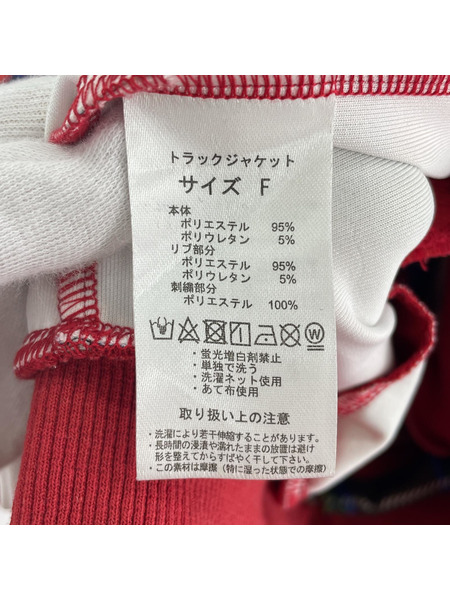 トラックジャケット
サイズ F
本体
ポリエステル 95%
ポリウレタン 5%
リブ部分
ポリエステル 95%
ポリウレタン 5%
刺繍部分
ポリエステル 100%
W
・蛍光増白剤禁止
・単独で洗う
・洗濯ネット使用
・あて布使用
取り扱い上の注意
・洗濯により若干伸縮することがあります。
・長時間の浸漬や濡れたままの放置は避け
形を整えてからすばやく干して下さい。
・この素材は摩擦（特に湿った状態での摩擦）